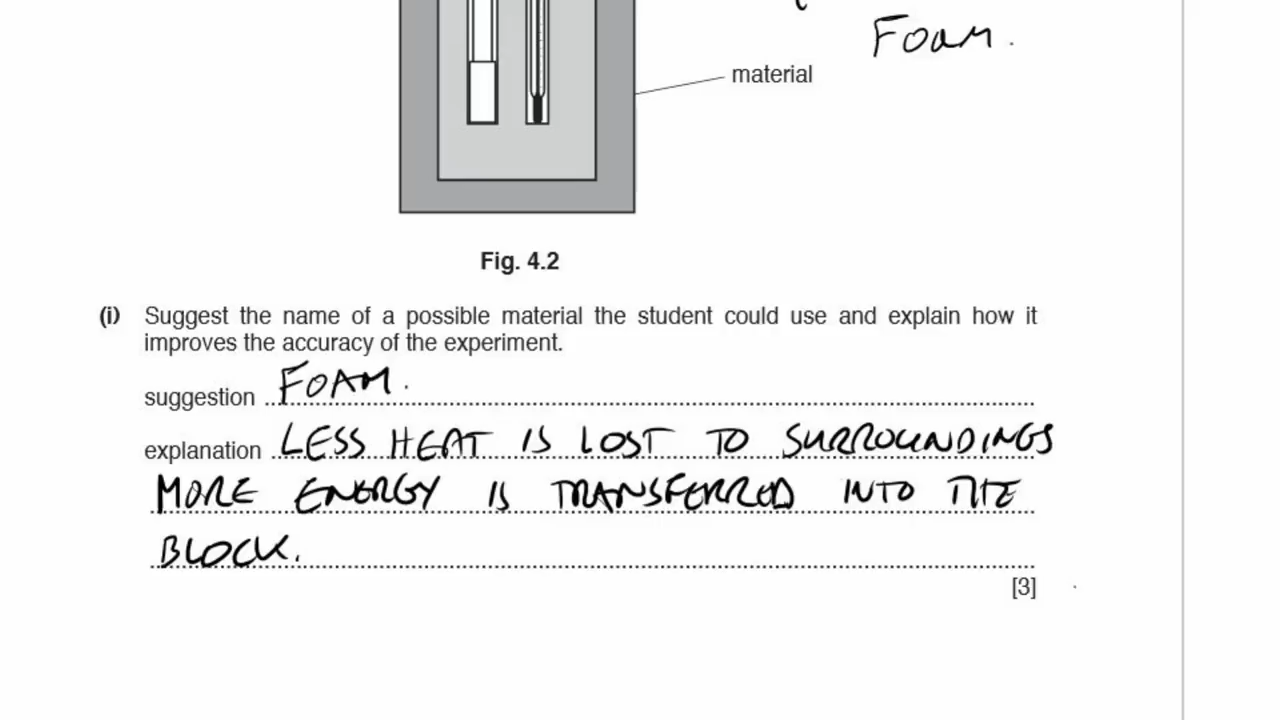 Foam.
material
Fig. 4.2
(i) Suggest the name of a possible material the student could use and explain how it
improves the accuracy of the experiment.
suggestion FOAM.
explanation LESS HEAT IS LOST TO SURROUNDINGS
MORE ENERGY IS TRANSFERRED INTO THE
BLOCK.
[3]